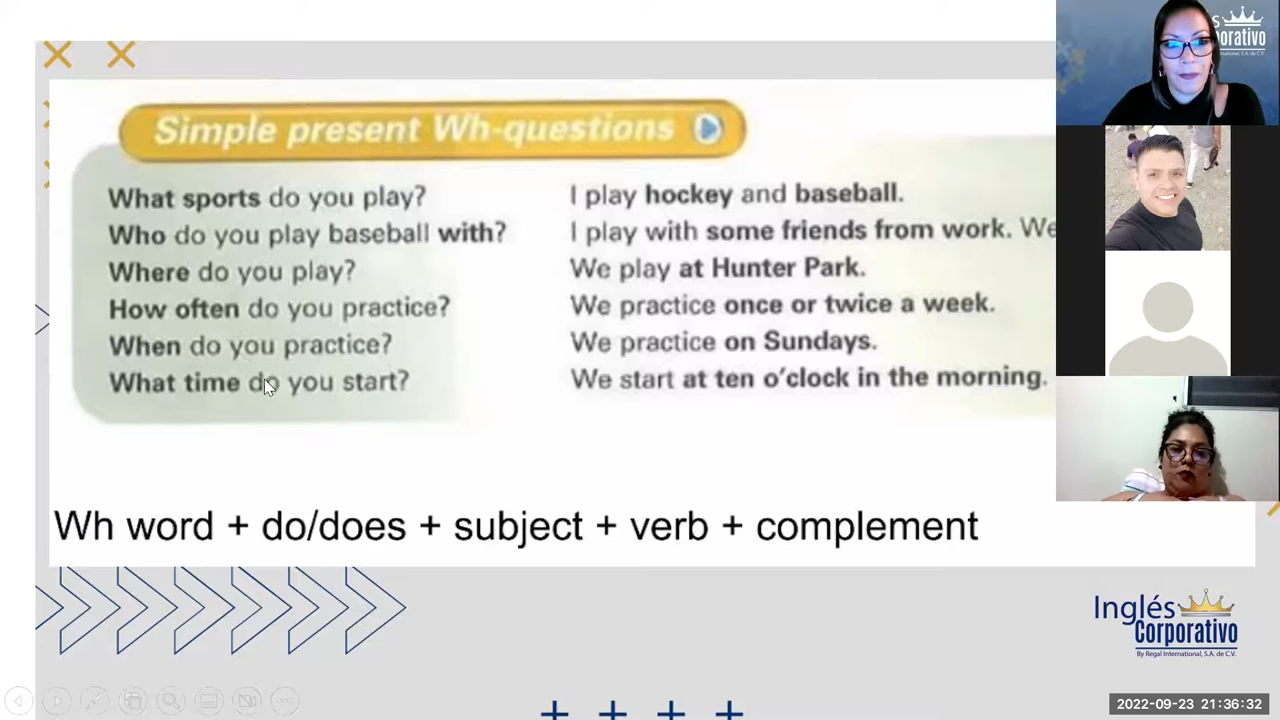 Simple present Wh-questions
What sports do you play? I play hockey and baseball.
Who do you play baseball with? I play with some friends from work. We
Where do you play? We play at Hunter Park.
How often do you practice? We practice once or twice a week.
When do you practice? We practice on Sundays.
What time do you start? We start at ten o'clock in the morning.
Wh word + do/does + subject + verb + complement
Inglés
Corporativo
By Regal International, S.A. de C.V.
2022-09-23 21:36:32